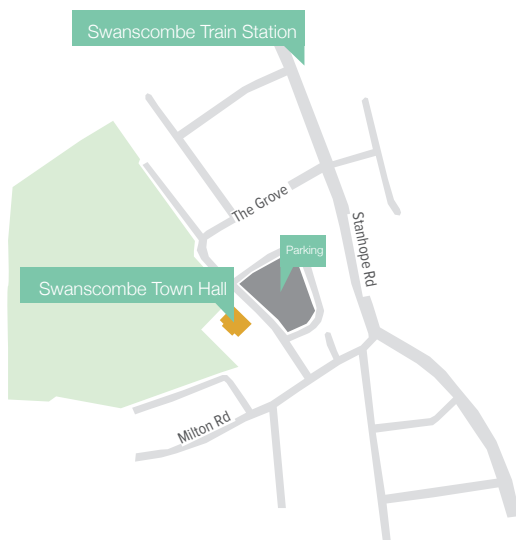 Swanscombe Train Station
The Grove
Stanhope Rd
Parking
Swanscombe Town Hall
Milton Rd